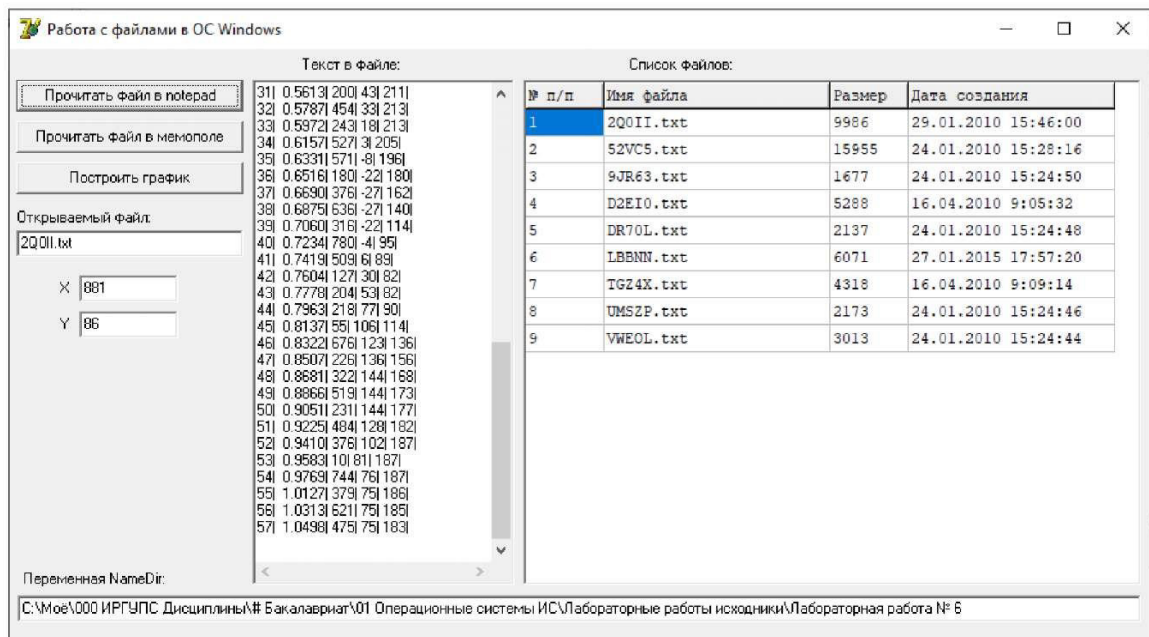 Работа с файлами в ОС Windows
Текст в файле:
Список файлов:
Прочитать файл в notepad
Прочитать файл в мемополе
Построить график
Открываемый файл:
2Q0II.txt
X 881
Y 86
31| 0.5613| 200| 43| 211|
32| 0.5787| 454| 33| 213|
33| 0.5972| 243| 18| 213|
34| 0.6157| 527| 3| 205|
35| 0.6331| 571| -8| 196|
36| 0.6516| 180| -22| 180|
37| 0.6690| 376| -27| 162|
38| 0.6875| 636| -27| 140|
39| 0.7060| 316| -22| 114|
40| 0.7234| 780| -4| 95|
41| 0.7419| 509| 6| 89|
42| 0.7604| 127| 30| 82|
43| 0.7778| 204| 53| 82|
44| 0.7963| 218| 77| 90|
45| 0.8137| 55| 106| 114|
46| 0.8322| 676| 123| 136|
47| 0.8507| 226| 136| 156|
48| 0.8681| 322| 144| 168|
49| 0.8866| 519| 144| 173|
50| 0.9051| 231| 144| 177|
51| 0.9225| 484| 128| 182|
52| 0.9410| 376| 102| 187|
53| 0.9583| 10| 81| 187|
54| 0.9769| 744| 76| 187|
55| 1.0127| 379| 75| 186|
56| 1.0313| 621| 75| 185|
57| 1.0498| 475| 75| 183|
№ п/п Имя файла Размер Дата создания
1 2Q0II.txt 9986 29.01.2010 15:46:00
2 52VC5.txt 15955 24.01.2010 15:28:16
3 9JR63.txt 1677 24.01.2010 15:24:50
4 D2EI0.txt 5288 16.04.2010 9:05:32
5 DR70L.txt 2137 24.01.2010 15:24:48
6 LBBNN.txt 6071 27.01.2015 17:57:20
7 TGZ4X.txt 4318 16.04.2010 9:09:14
8 UMSZP.txt 2173 24.01.2010 15:24:46
9 VWEOL.txt 3013 24.01.2010 15:24:44
Переменная NameDir:
C:\Моё\000 ИРГУПС Дисциплины\# Бакалавриат\01 Операционные системы ИС\Лабораторные работы исходники\Лабораторная работа № 6